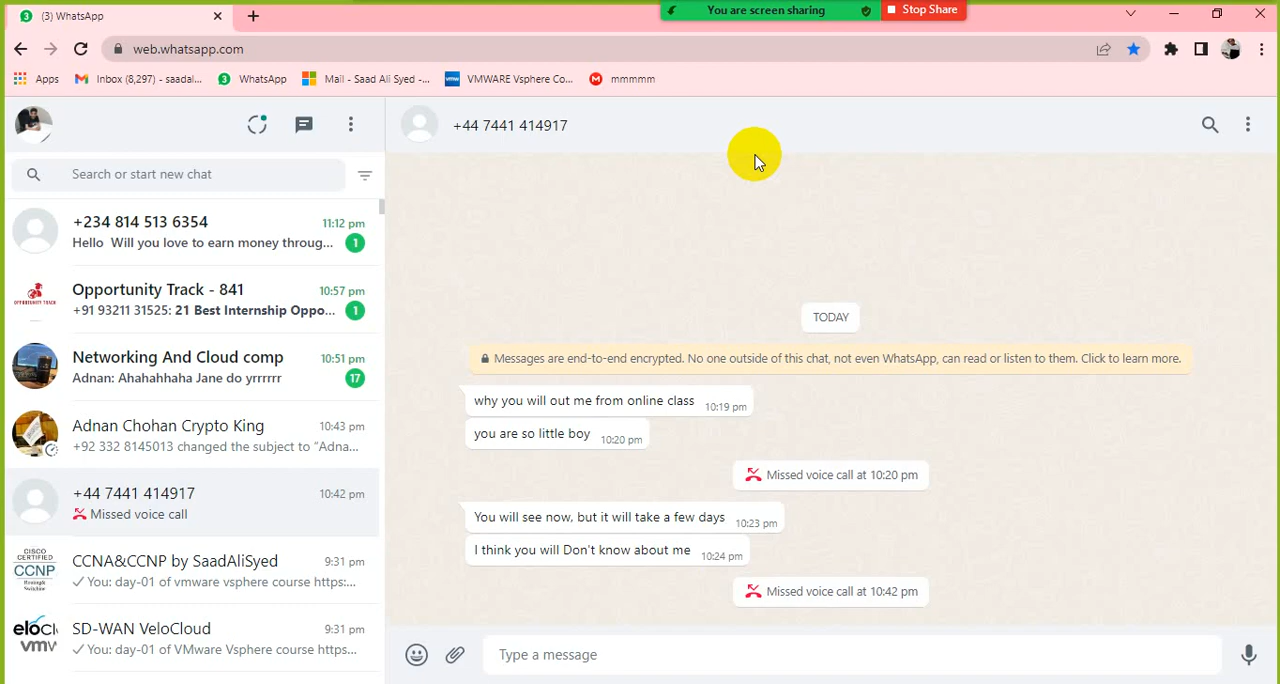 You are screen sharing
Stop Share
(3) WhatsApp
web.whatsapp.com
Apps
Inbox (8,297) - saadal...
WhatsApp
Mail - Saad Ali Syed -...
VMWARE Vsphere Co...
mmmmm
Search or start new chat
+234 814 513 6354
11:12 pm
Hello Will you love to earn money throug...
1
Opportunity Track - 841
10:57 pm
+91 93211 31525: 21 Best Internship Oppo...
1
Networking And Cloud comp
10:51 pm
Adnan: Ahahahhaha Jane do yrrrrrr
17
Adnan Chohan Crypto King
10:43 pm
+92 332 8145013 changed the subject to “Adna...
+44 7441 414917
10:42 pm
Missed voice call
CCNA&CCNP by SaadAliSyed
9:31 pm
You: day-01 of vmware vsphere course https:...
SD-WAN VeloCloud
9:31 pm
You: day-01 of VMware Vsphere course https:...
+44 7441 414917
TODAY
Messages are end-to-end encrypted. No one outside of this chat, not even WhatsApp, can read or listen to them. Click to learn more.
why you will out me from online class 10:19 pm
you are so little boy 10:20 pm
Missed voice call at 10:20 pm
You will see now, but it will take a few days 10:23 pm
I think you will Don't know about me 10:24 pm
Missed voice call at 10:42 pm
Type a message